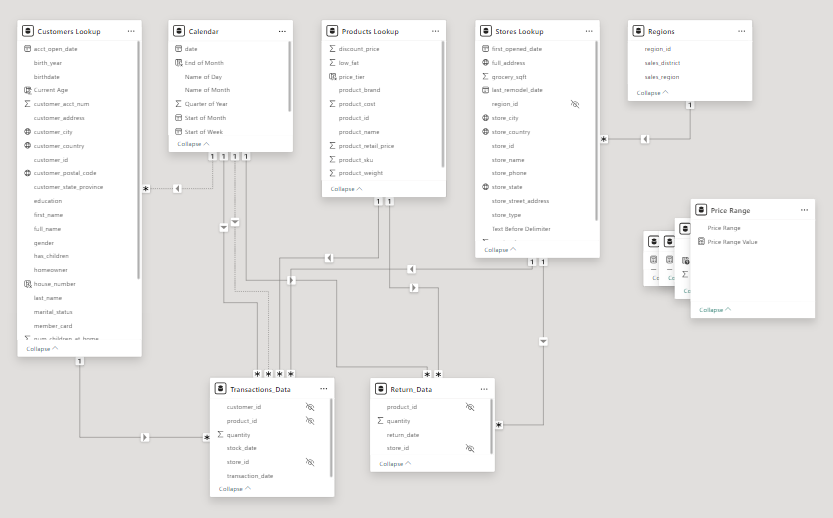 Customers Lookup
acct_open_date
birth_year
birthdate
Current Age
customer_acct_num
customer_address
customer_city
customer_country
customer_id
customer_postal_code
customer_state_province
education
first_name
full_name
gender
has_children
homeowner
house_number
last_name
marital_status
member_card
num_children_at_home
Collapse
Calendar
date
End of Month
Name of Day
Name of Month
Quarter of Year
Start of Month
Start of Week
Collapse
Products Lookup
discount_price
low_fat
price_tier
product_brand
product_cost
product_id
product_name
product_retail_price
product_sku
product_weight
Collapse
Stores Lookup
first_opened_date
full_address
grocery_sqft
last_remodel_date
region_id
store_city
store_country
store_id
store_name
store_phone
store_state
store_street_address
store_type
Text Before Delimiter
Collapse
Regions
region_id
sales_district
sales_region
Collapse
Price Range
Price Range
Price Range Value
Collapse
Co
Co
Co
1
1
1
1
1
1
1
1
1
1
Transactions_Data
customer_id
product_id
quantity
stock_date
store_id
transaction_date
Collapse
Return_Data
product_id
quantity
return_date
store_id
Collapse